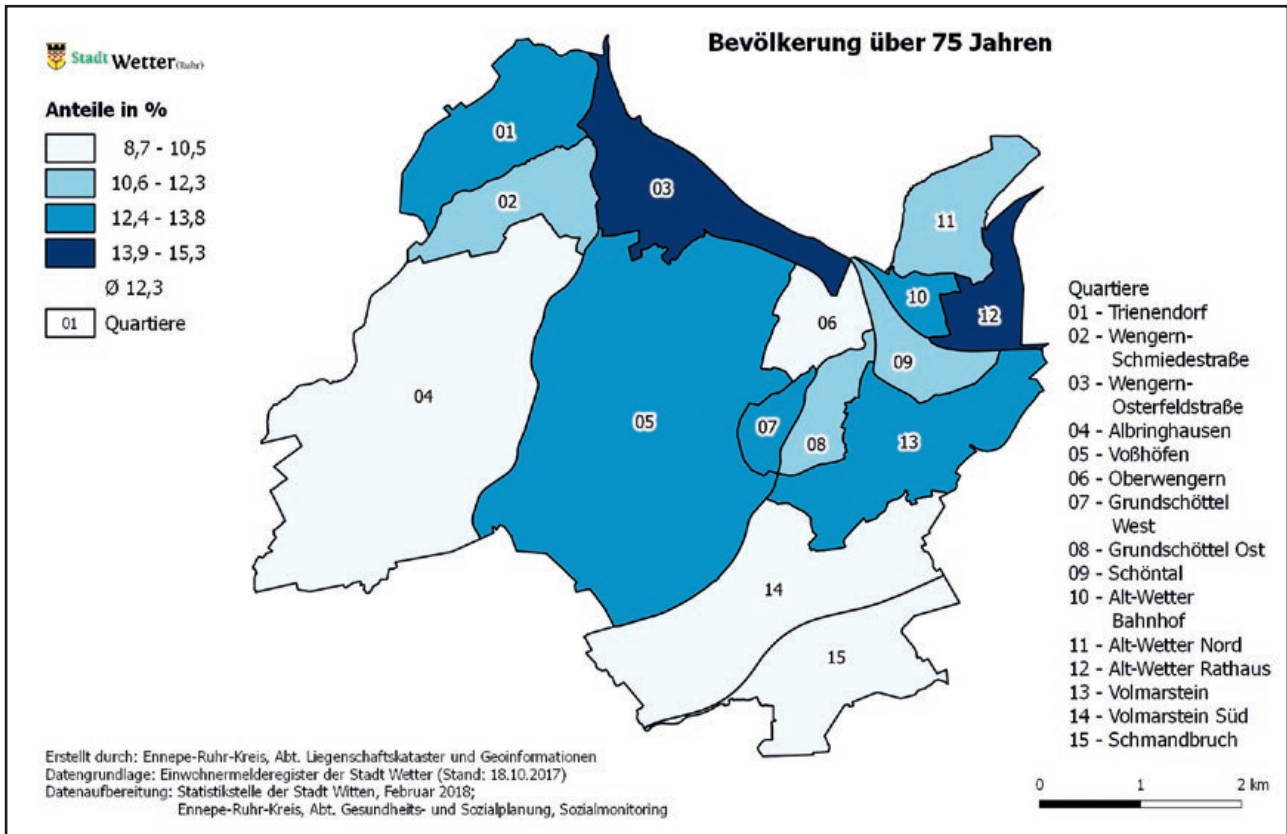 Bevölkerung über 75 Jahren
Stadt Wetter (Ruhr)
Anteile in %
8,7 - 10,5
10,6 - 12,3
12,4 - 13,8
13,9 - 15,3
Ø 12,3
01 Quartiere
01
02
03
04
05
06
07
08
09
10
11
12
13
14
15
Quartiere
01 - Trienendorf
02 - Wengern-
Schmiedestraße
03 - Wengern-
Osterfeldstraße
04 - Albringhausen
05 - Voßhöfen
06 - Oberwengern
07 - Grundschöttel
West
08 - Grundschöttel Ost
09 - Schöntal
10 - Alt-Wetter
Bahnhof
11 - Alt-Wetter Nord
12 - Alt-Wetter Rathaus
13 - Volmarstein
14 - Volmarstein Süd
15 - Schmandbruch
Erstellt durch: Ennepe-Ruhr-Kreis, Abt. Liegenschaftskataster und Geoinformationen
Datengrundlage: Einwohnermelderegister der Stadt Wetter (Stand: 18.10.2017)
Datenaufbereitung: Statistikstelle der Stadt Witten, Februar 2018;
Ennepe-Ruhr-Kreis, Abt. Gesundheits- und Sozialplanung, Sozialmonitoring
0 1 2 km